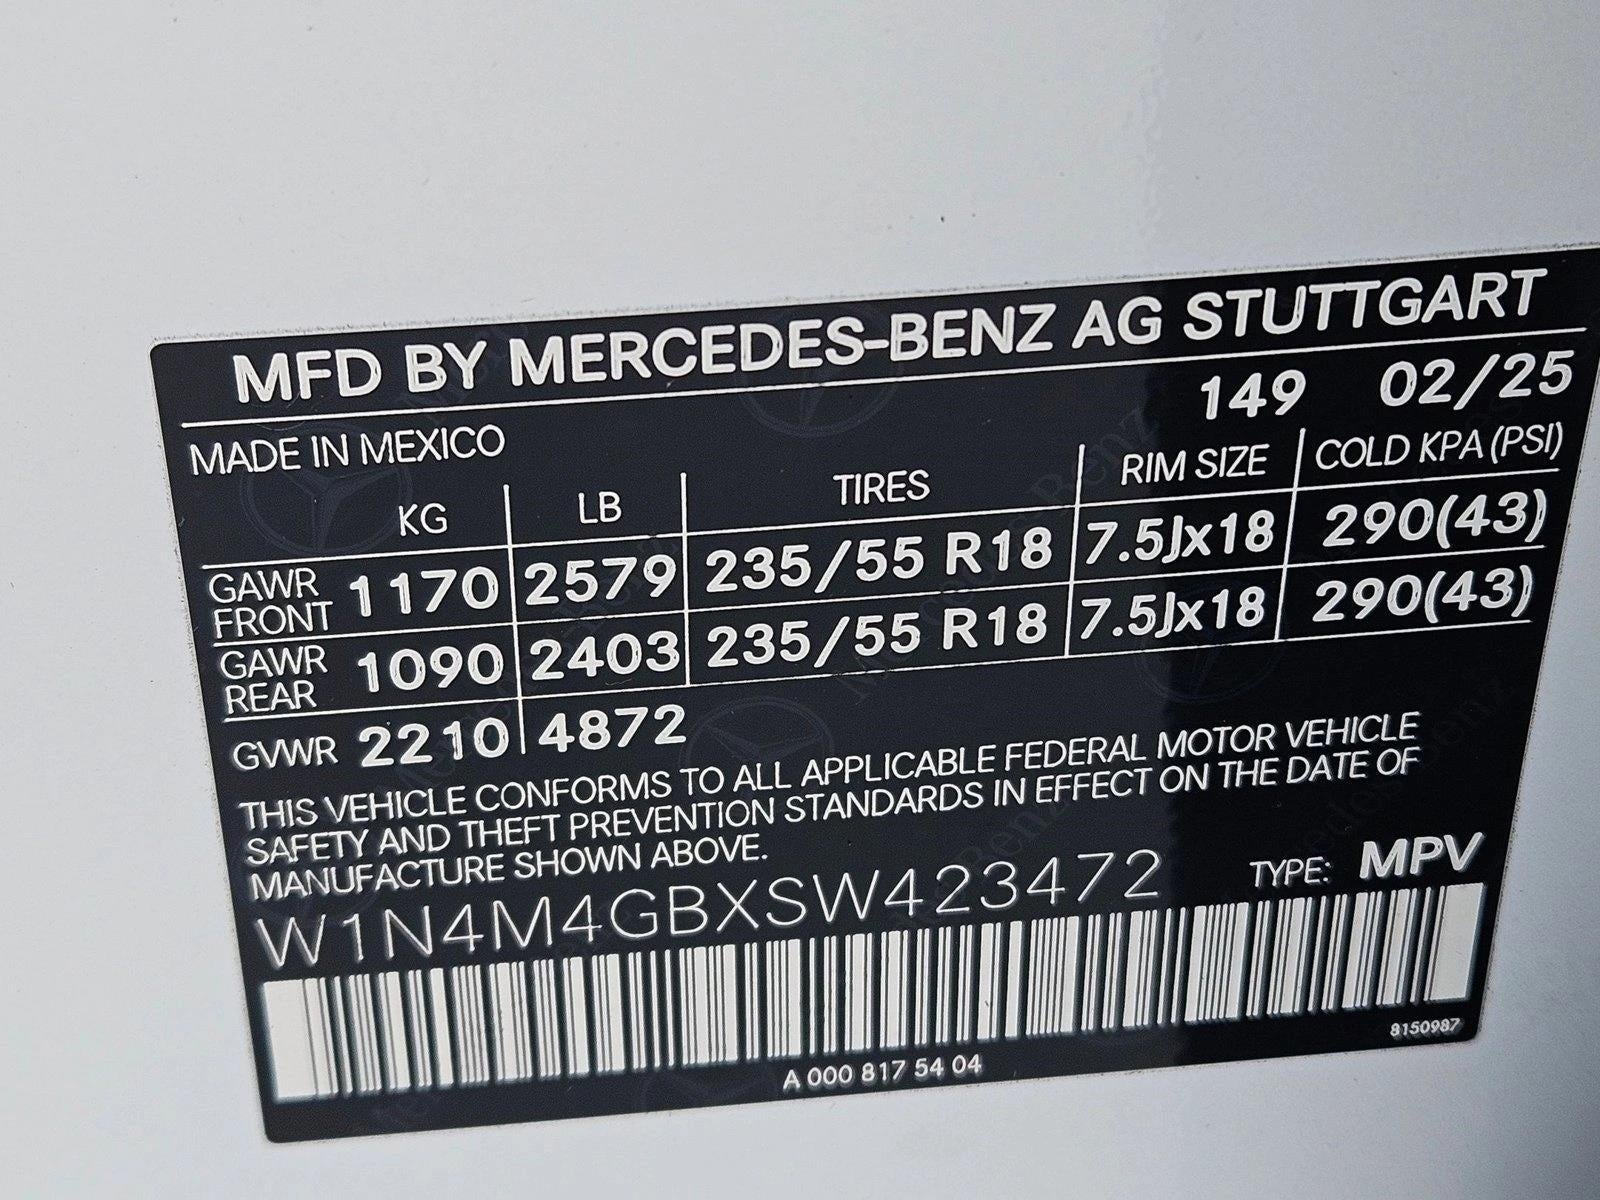 MFD BY MERCEDES-BENZ AG STUTTGART
149 02/25
MADE IN MEXICO
KG LB TIRES RIM SIZE COLD KPA (PSI)
GAWR FRONT 1170 2579 235/55 R18 7.5Jx18 290(43)
GAWR REAR 1090 2403 235/55 R18 7.5Jx18 290(43)
GVWR 2210 4872
THIS VEHICLE CONFORMS TO ALL APPLICABLE FEDERAL MOTOR VEHICLE
SAFETY AND THEFT PREVENTION STANDARDS IN EFFECT ON THE DATE OF
MANUFACTURE SHOWN ABOVE.
W1N4M4GBXSW423472 TYPE: MPV
8150987
A 000 817 54 04